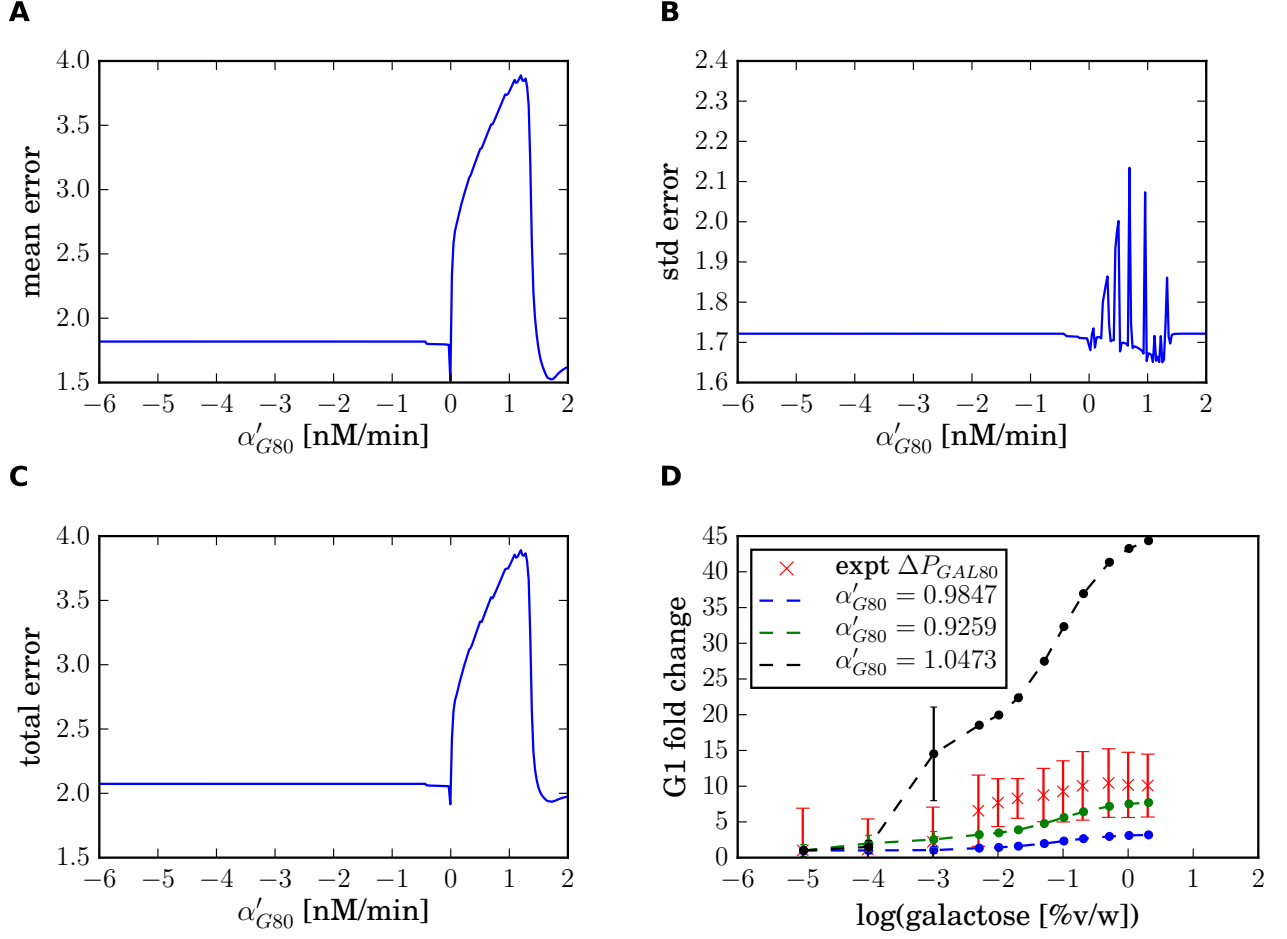 A
4.0
3.5
3.0
2.5
2.0
1.5
mean error
−6 −5 −4 −3 −2 −1 0 1 2
α′G80 [nM/min]
B
2.4
2.3
2.2
2.1
2.0
1.9
1.8
1.7
1.6
std error
−6 −5 −4 −3 −2 −1 0 1 2
α′G80 [nM/min]
C
4.0
3.5
3.0
2.5
2.0
1.5
total error
−6 −5 −4 −3 −2 −1 0 1 2
α′G80 [nM/min]
D
45
40
35
30
25
20
15
10
5
0
G1 fold change
expt ΔPGAL80
α′G80 = 0.9847
α′G80 = 0.9259
α′G80 = 1.0473
−6 −5 −4 −3 −2 −1 0 1 2
log(galactose [%v/w])